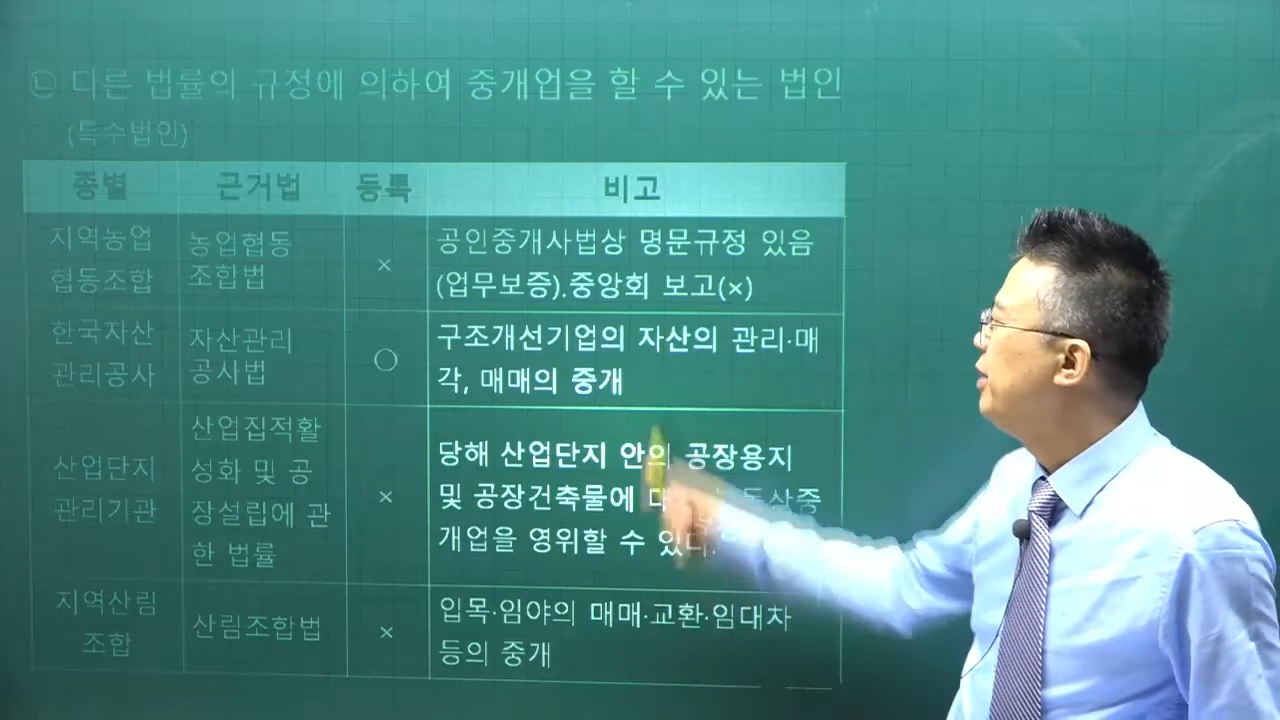 ㉡ 다른 법률의 규정에 의하여 중개업을 할 수 있는 법인
(특수법인)
종별 근거법 등록 비고
지역농업
협동조합
농업협동
조합법
×
공인중개사법상 명문규정 있음
(업무보증).중앙회 보고(×)
한국자산
관리공사
자산관리
공사법
○
구조개선기업의 자산의 관리·매
각, 매매의 중개
산업단지
관리기관
산업집적활
성화 및 공
장설립에 관
한 법률
×
당해 산업단지 안의 공장용지
및 공장건축물에 부동산중
개업을 영위할 수 있다.
지역산림
조합
산림조합법
×
입목·임야의 매매·교환·임대차
등의 중개